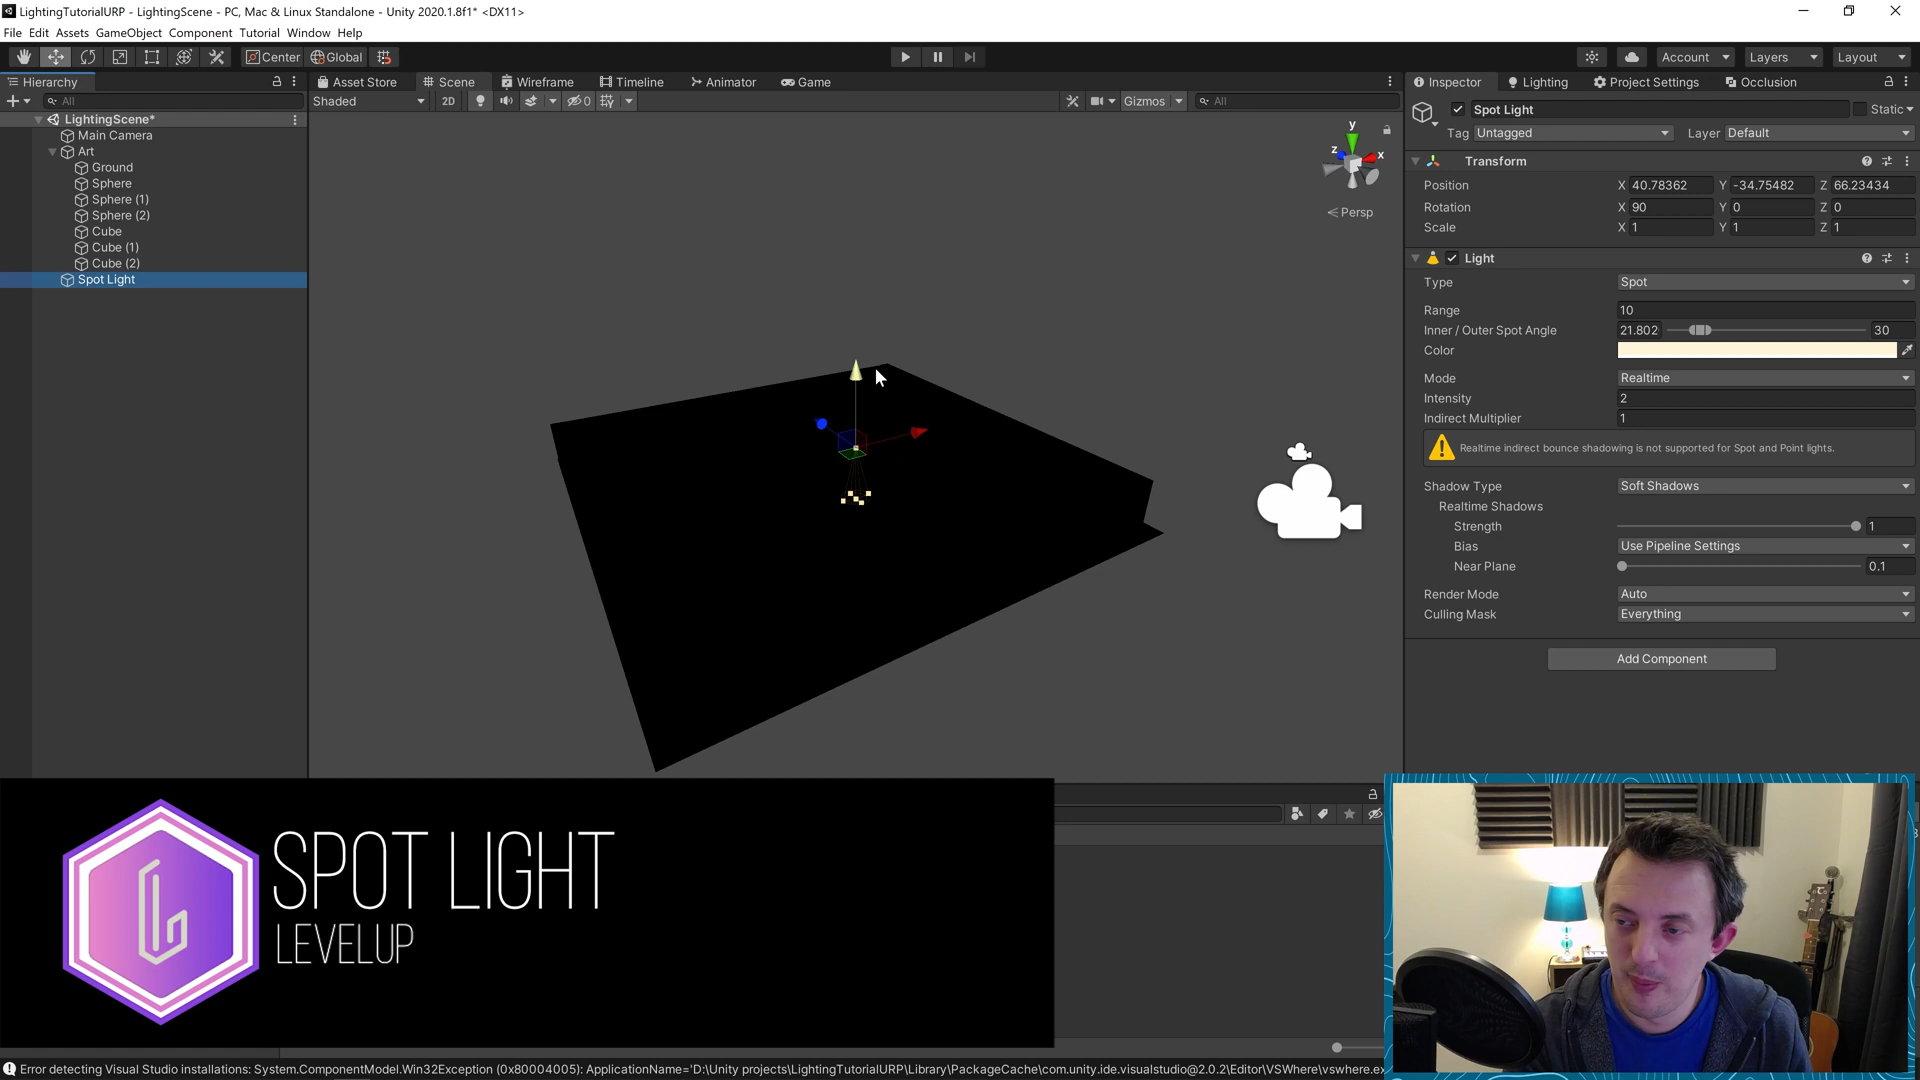 LightingTutorialURP - LightingScene - PC, Mac & Linux Standalone - Unity 2020.1.8f1* <DX11>
File Edit Assets GameObject Component Tutorial Window Help
Center Global Account Layers Layout
Hierarchy
All
LightingScene*
Main Camera
Art
Ground
Sphere
Sphere (1)
Sphere (2)
Cube
Cube (1)
Cube (2)
Spot Light
Asset Store Scene Wireframe Timeline Animator Game
Shaded 2D 0 Gizmos All
y
z x
Persp
Inspector Lighting Project Settings Occlusion
Spot Light Static
Tag Untagged Layer Default
Transform
Position X 40.78362 Y -34.75482 Z 66.23434
Rotation X 90 Y 0 Z 0
Scale X 1 Y 1 Z 1
Light
Type Spot
Range 10
Inner / Outer Spot Angle 21.802 30
Color
Mode Realtime
Intensity 2
Indirect Multiplier 1
Realtime indirect bounce shadowing is not supported for Spot and Point lights.
Shadow Type Soft Shadows
Realtime Shadows
Strength 1
Bias Use Pipeline Settings
Near Plane 0.1
Render Mode Auto
Culling Mask Everything
Add Component
SPOT LIGHT
LEVELUP
Error detecting Visual Studio installations: System.ComponentModel.Win32Exception (0x80004005): ApplicationName='D:\Unity projects\LightingTutorialURP\Library\PackageCache\com.unity.ide.visualstudio@2.0.2\Editor\VSWhere\vswhere.ex